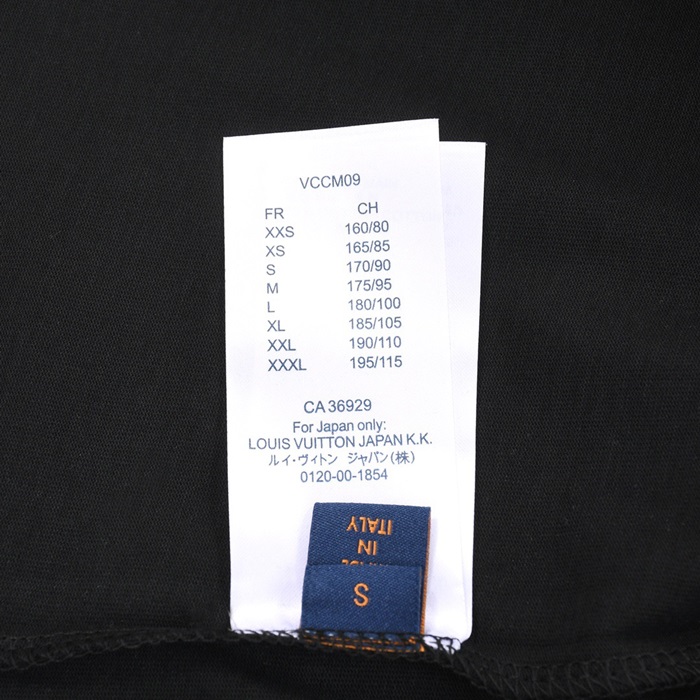 VCCM09
FR CH
XXS 160/80
XS 165/85
S 170/90
M 175/95
L 180/100
XL 185/105
XXL 190/110
XXXL 195/115
CA 36929
For Japan only:
LOUIS VUITTON JAPAN K.K.
ルイ・ヴィトン ジャパン(株)
0120-00-1854
IN
ITALY
S